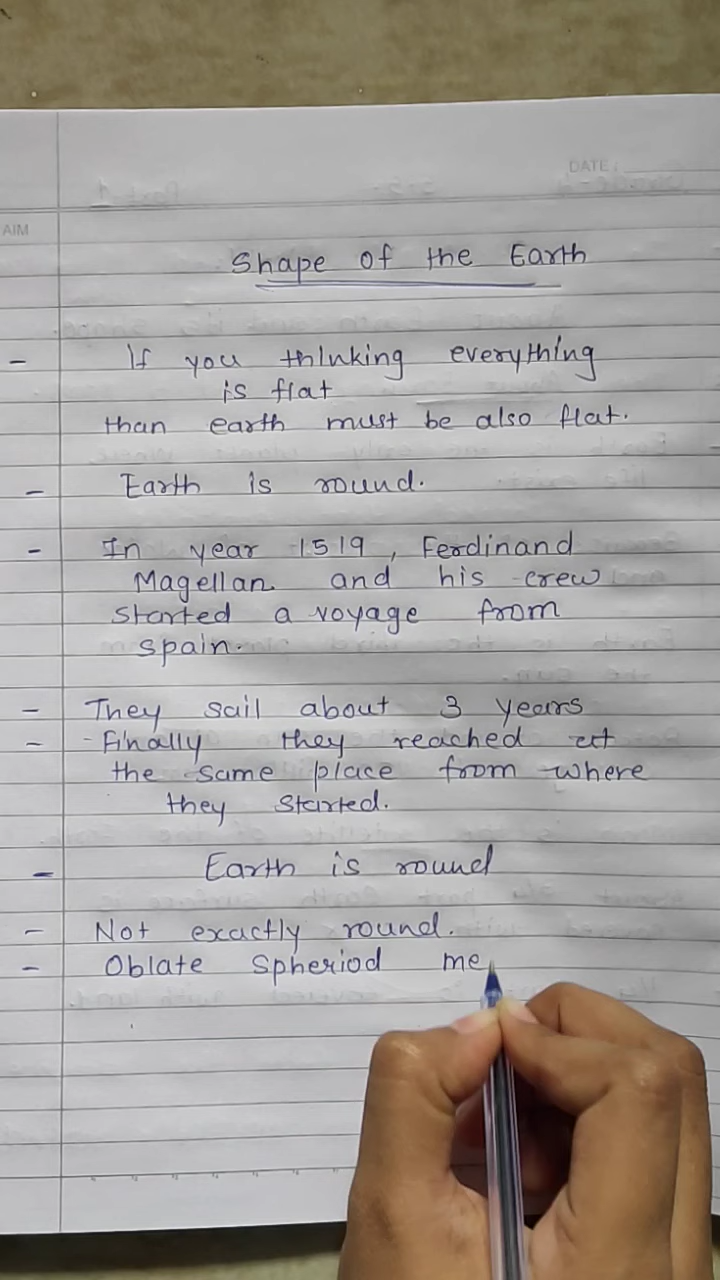 DATE :
AIM
Shape of the Earth
- If you thinking everything
is flat
than earth must be also flat.
- Earth is round.
- In year 1519, Ferdinand
Magellan and his crew
started a voyage from
spain.
- They sail about 3 years
- - Finally they reached at
the same place from where
they started.
- Earth is round
- Not exactly round.
- Oblate Spheriod me